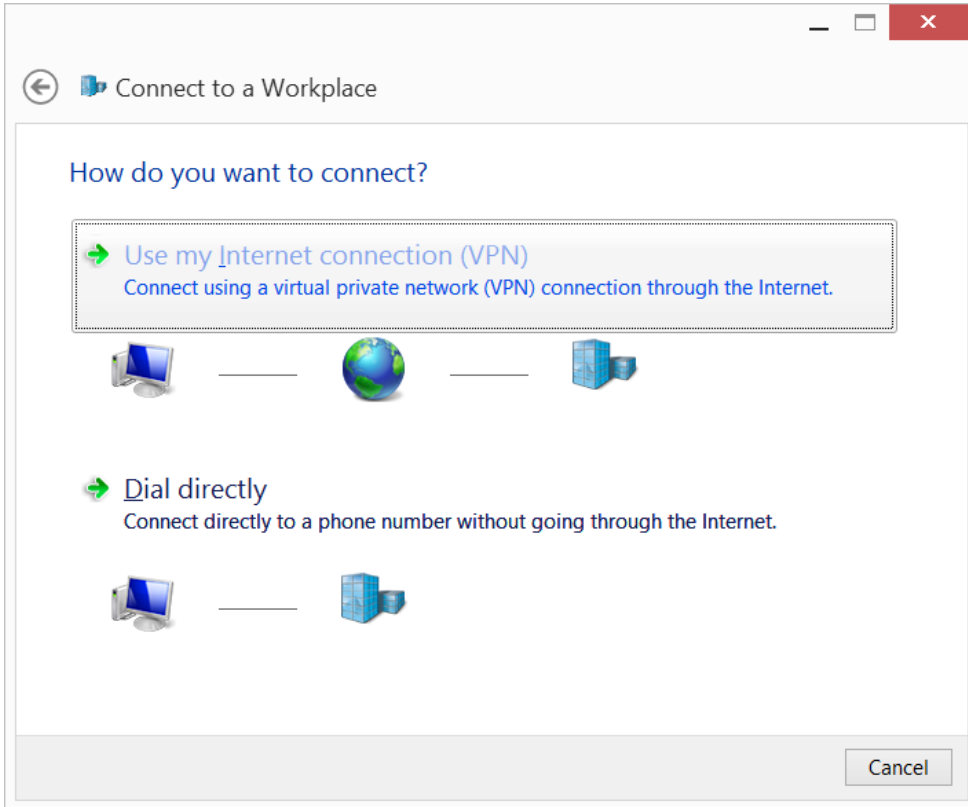 Connect to a Workplace
How do you want to connect?
Use my Internet connection (VPN)
Connect using a virtual private network (VPN) connection through the Internet.
Dial directly
Connect directly to a phone number without going through the Internet.
Cancel